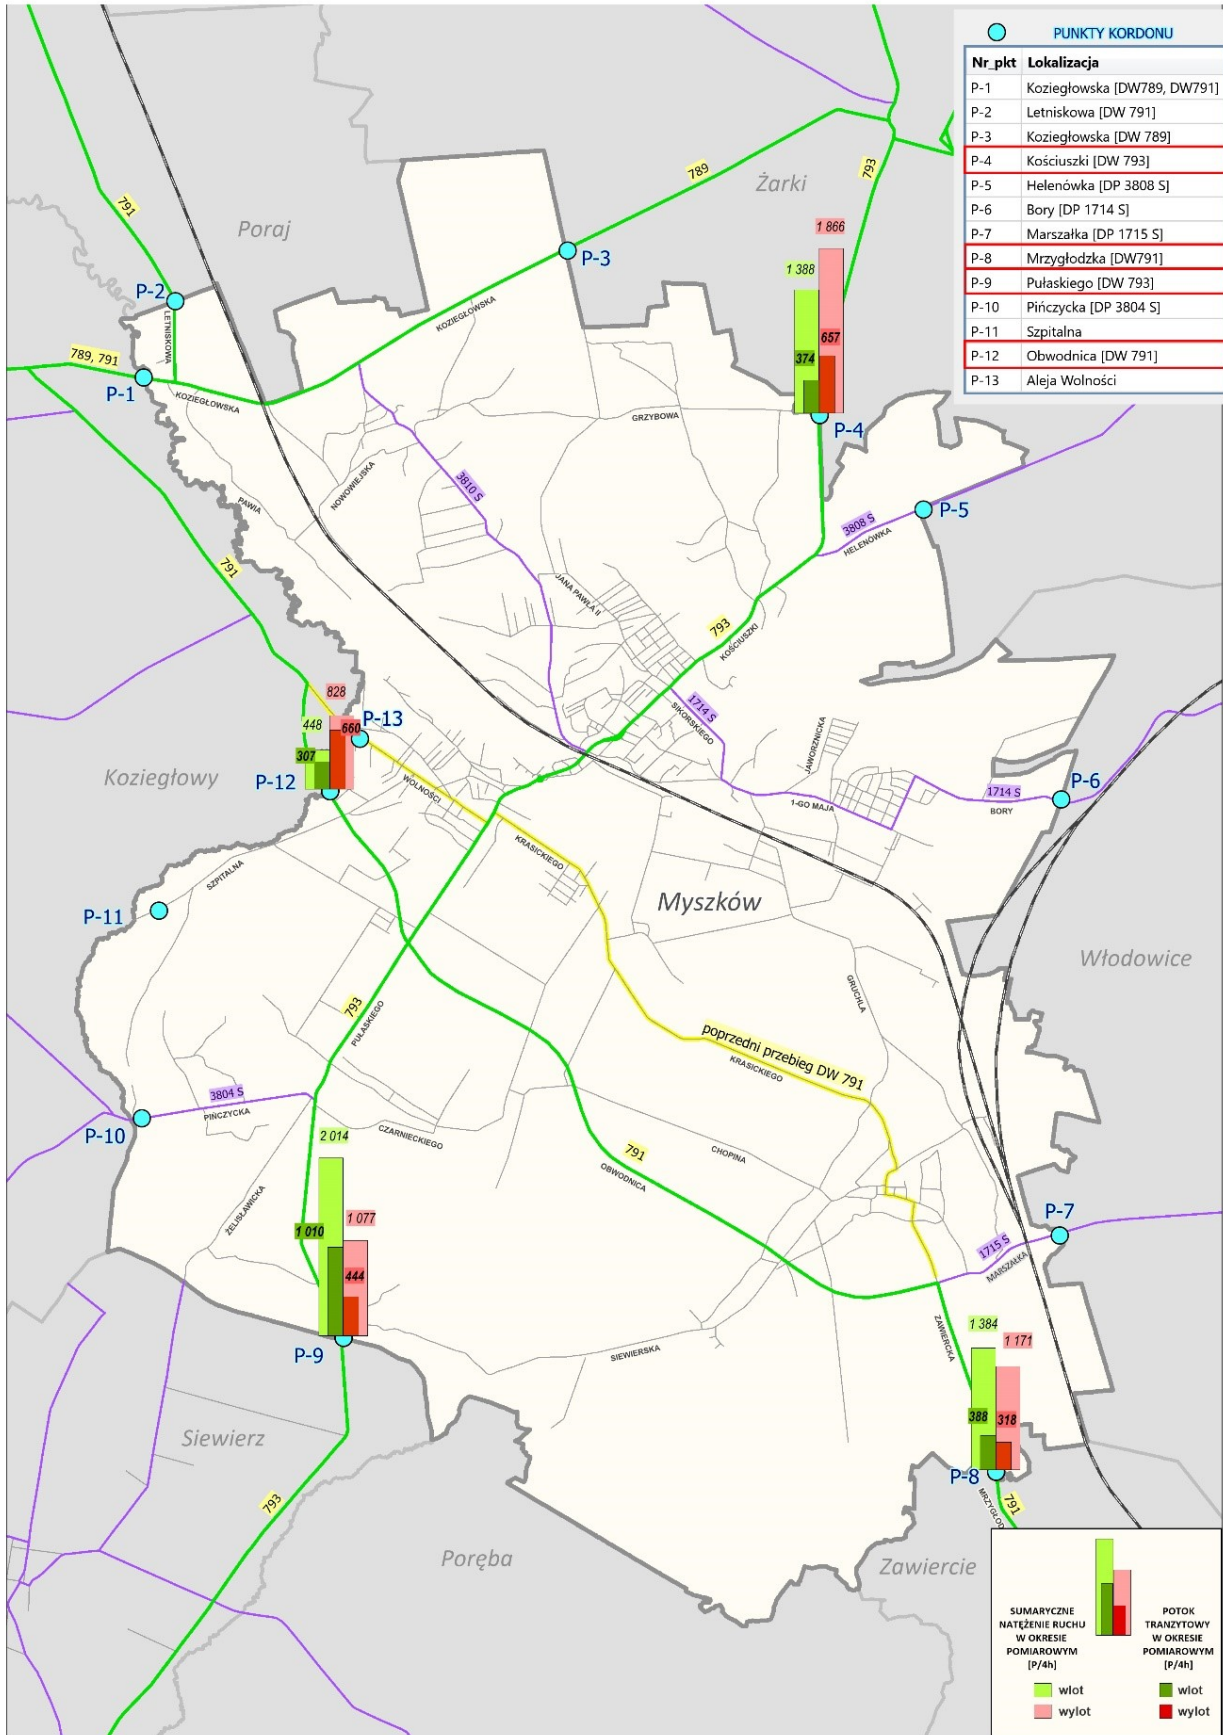 PUNKTY KORDONU
Nr_pkt Lokalizacja
P-1 Koziegłowska [DW789, DW791]
P-2 Letniskowa [DW 791]
P-3 Koziegłowska [DW 789]
P-4 Kościuszki [DW 793]
P-5 Helenówka [DP 3808 S]
P-6 Bory [DP 1714 S]
P-7 Marszałka [DP 1715 S]
P-8 Mrzygłodzka [DW791]
P-9 Pułaskiego [DW 793]
P-10 Pińczycka [DP 3804 S]
P-11 Szpitalna
P-12 Obwodnica [DW 791]
P-13 Aleja Wolności
789
793
Żarki
791
Poraj
1 866
P-3
1 388
P-2
LETNISKOWA
KOZIEGŁOWSKA
657
789, 791
374
P-1
KOZIEGŁOWSKA
GRZYBOWA
P-4
3810 S
NOWOWIEJSKA
PAWIA
P-5
3808 S
HELENÓWKA
791
JANA PAWŁA II
793
KOŚCIUSZKI
828
1714 S
SIKORSKIEGO
448
660
P-13
JAWORZNICKA
307
Koziegłowy
P-12
WOLNOŚCI
P-6
1714 S
1-GO MAJA
BORY
KRASICKIEGO
SZPITALNA
Myszków
P-11
Włodowice
GRUCHLA
793
PUŁASKIEGO
poprzedni przebieg DW 791
KRASICKIEGO
3804 S
PIŃCZYCKA
P-10
CZARNIECKIEGO
2 014
CHOPINA
791
OBWODNICA
ŻELISŁAWICKA
1 010
1 077
P-7
1715 S
MARSZAŁKA
444
ZAWIERCKA
1 384
1 171
P-9
SIEWIERSKA
388
318
Siewierz
P-8
793
MRZYGŁOD
791
Poręba
Zawiercie
SUMARYCZNE
NATĘŻENIE RUCHU
W OKRESIE
POMIAROWYM
[P/4h]
wlot
wylot
POTOK
TRANZYTOWY
W OKRESIE
POMIAROWYM
[P/4h]
wlot
wylot